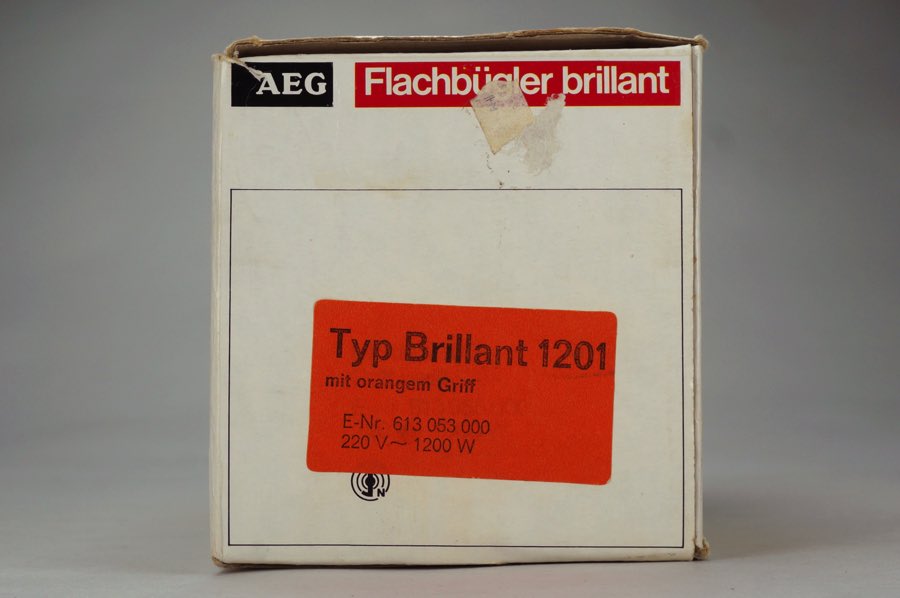 AEG
Flachbügler brillant
Typ Brillant 1201
mit orangem Griff
E-Nr. 613 053 000
220 V ~ 1200 W
N